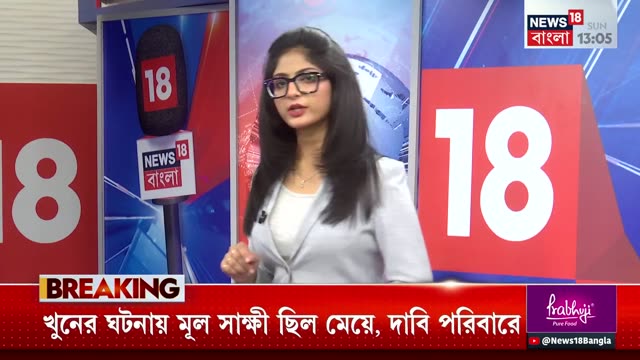 NEWS 18
বাংলা
SUN
13:05
18
NEWS 18
বাংলা
18
18
BREAKING
খুনের ঘটনায় মূল সাক্ষী ছিল মেয়ে, দাবি পরিবারে
Prabhuji
Pure Food
@News18Bangla